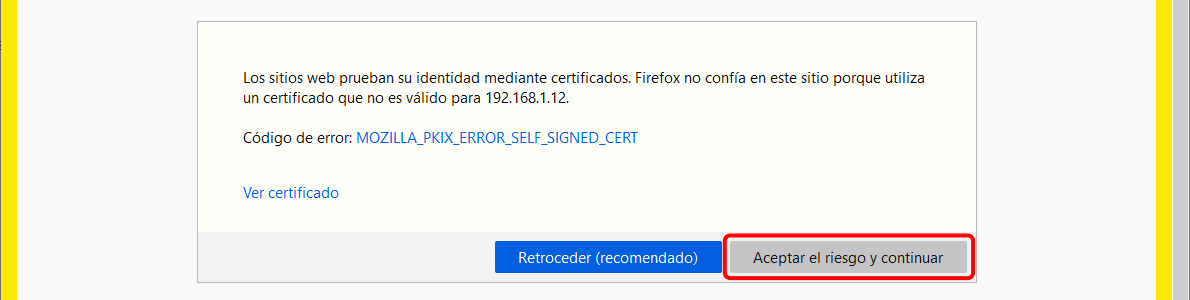 Los sitios web prueban su identidad mediante certificados. Firefox no confía en este sitio porque utiliza
un certificado que no es válido para 192.168.1.12.
Código de error: MOZILLA_PKIX_ERROR_SELF_SIGNED_CERT
Ver certificado
Retroceder (recomendado) Aceptar el riesgo y continuar